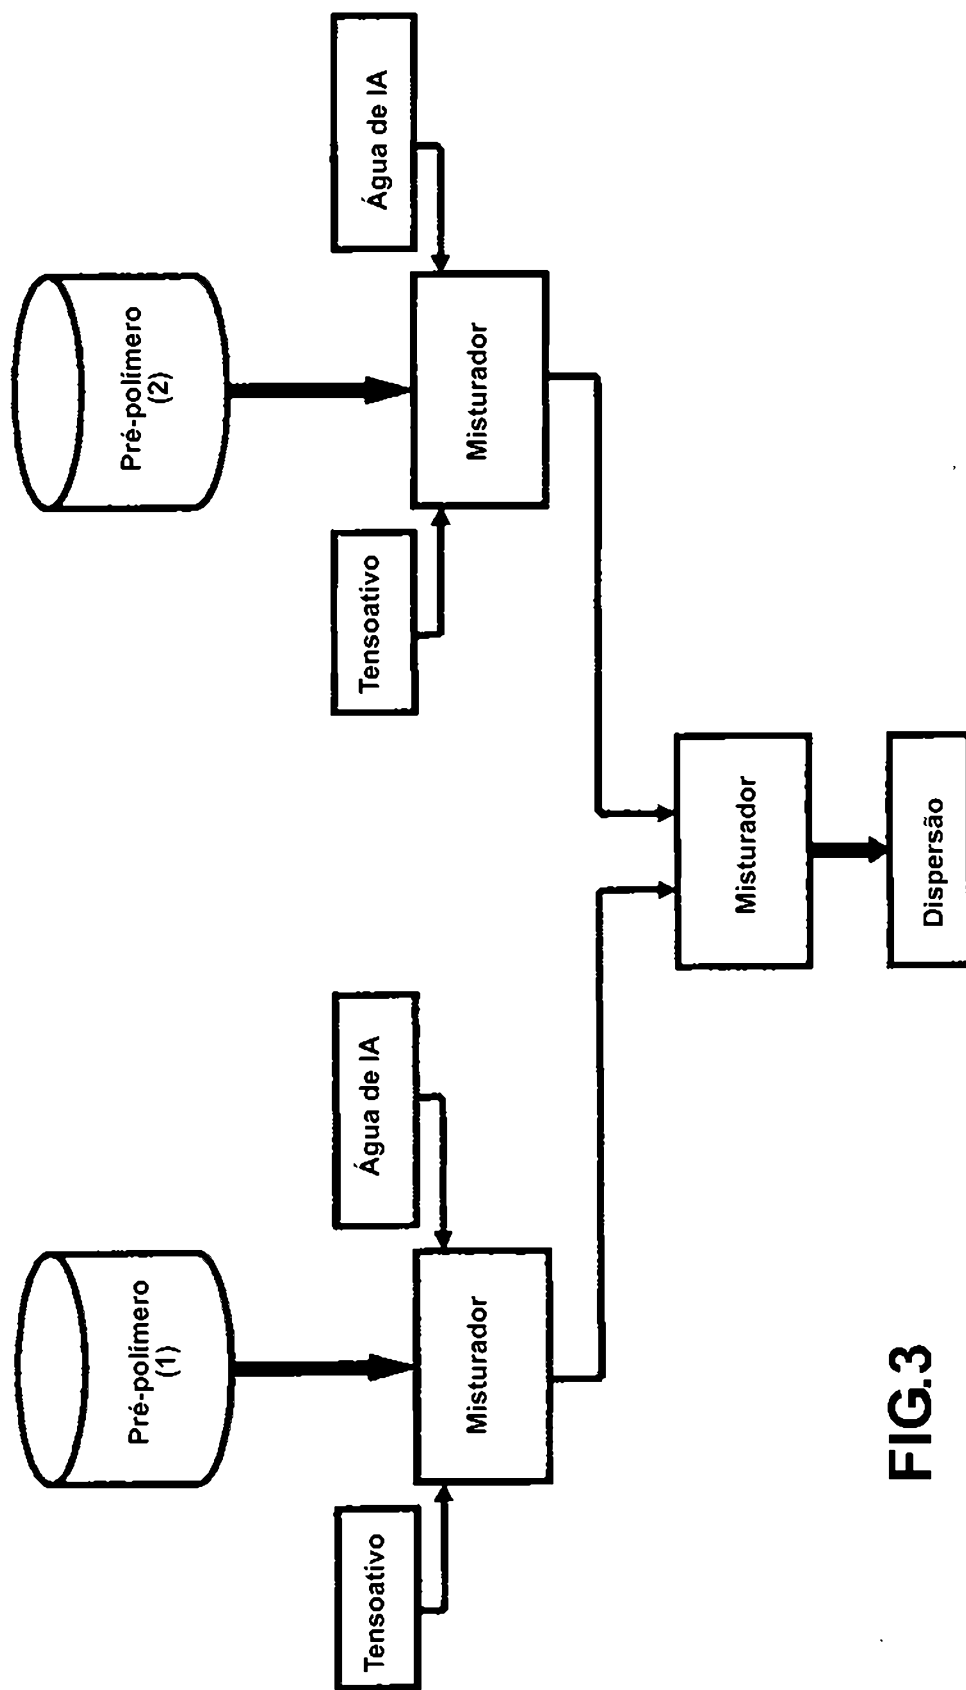 Pré-polímero
(1)
Pré-polímero
(2)
Tensoativo
Água de IA
Tensoativo
Água de IA
Misturador
Misturador
Misturador
Dispersão
FIG.3